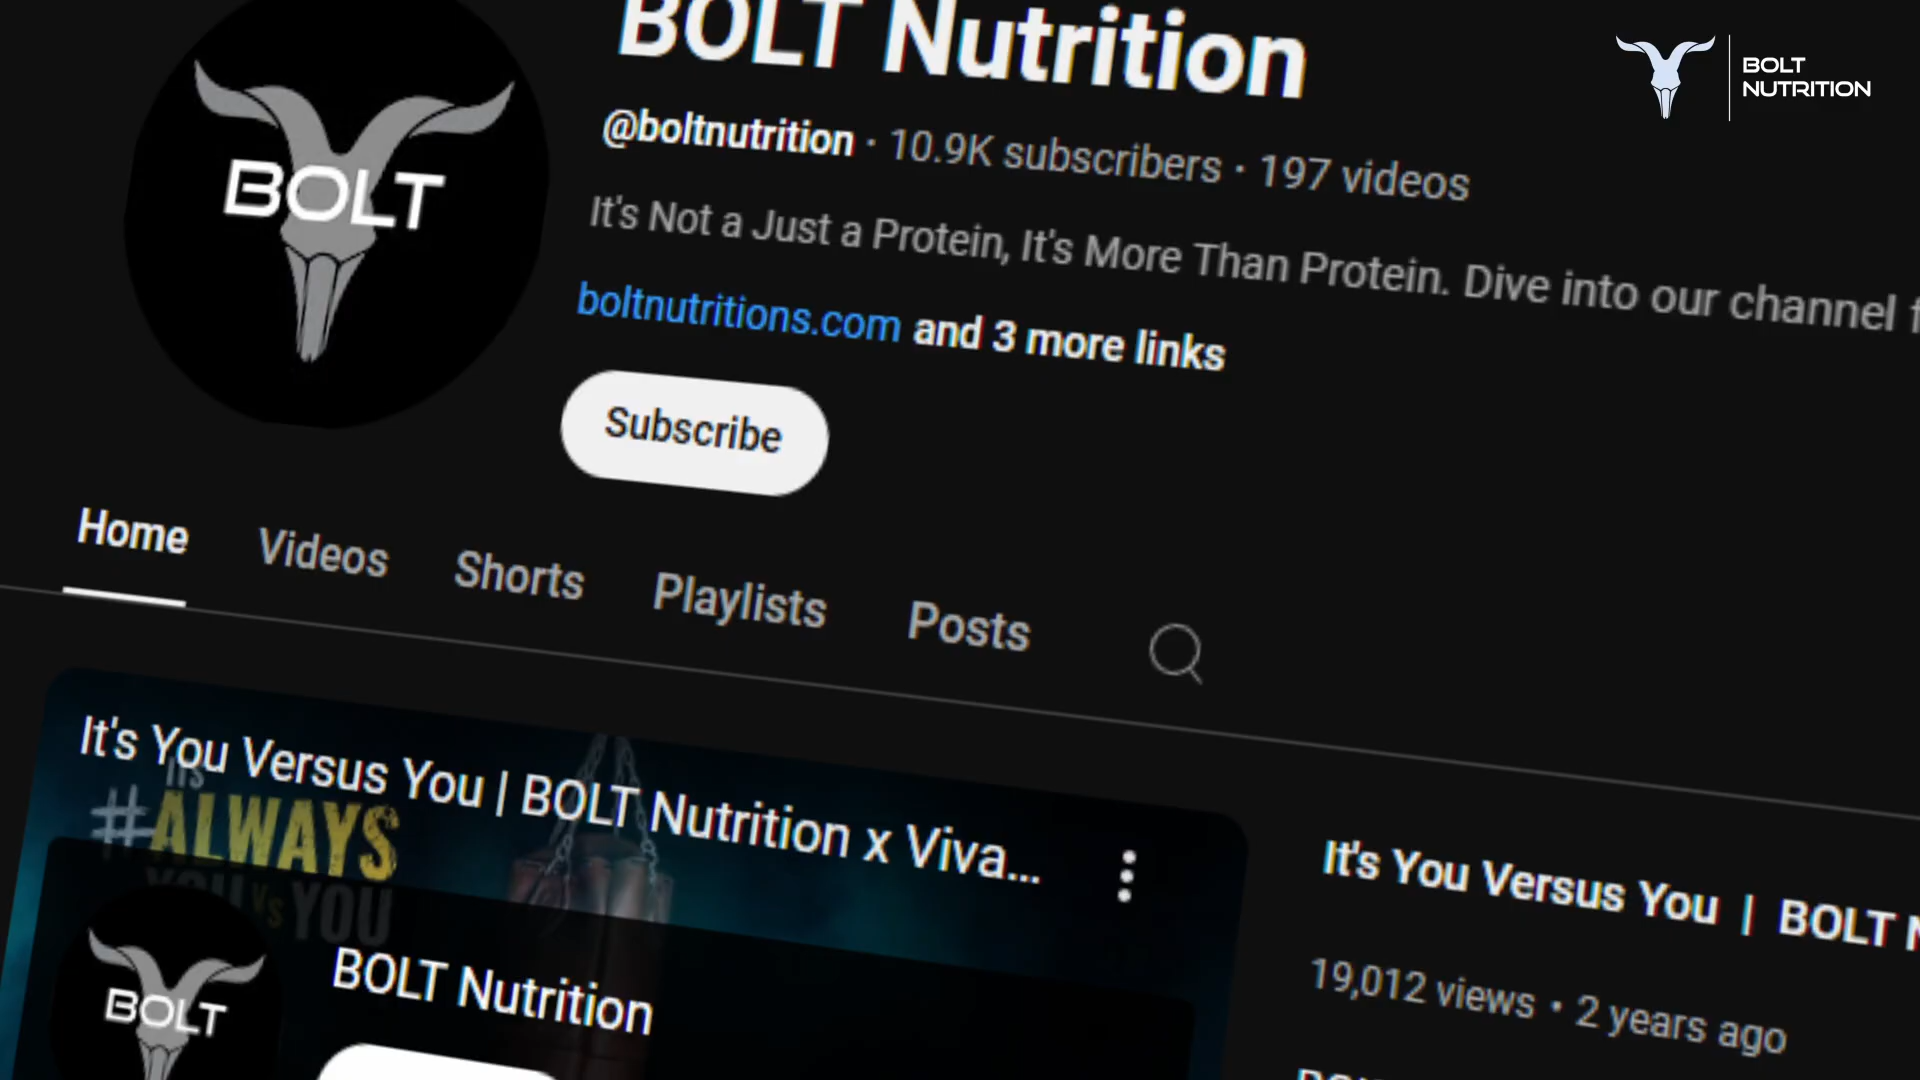 BOLT Nutrition
BOLT
NUTRITION
BOLT
@boltnutrition · 10.9K subscribers · 197 videos
It's Not a Just a Protein, It's More Than Protein. Dive into our channel
boltnutritions.com and 3 more links
Subscribe
Home Videos Shorts Playlists Posts
It's You Versus You | BOLT Nutrition x Viva...
It's
#ALWAYS
YOU Vs YOU
BOLT Nutrition
BOLT
It's You Versus You | BOLT
19,012 views • 2 years ago